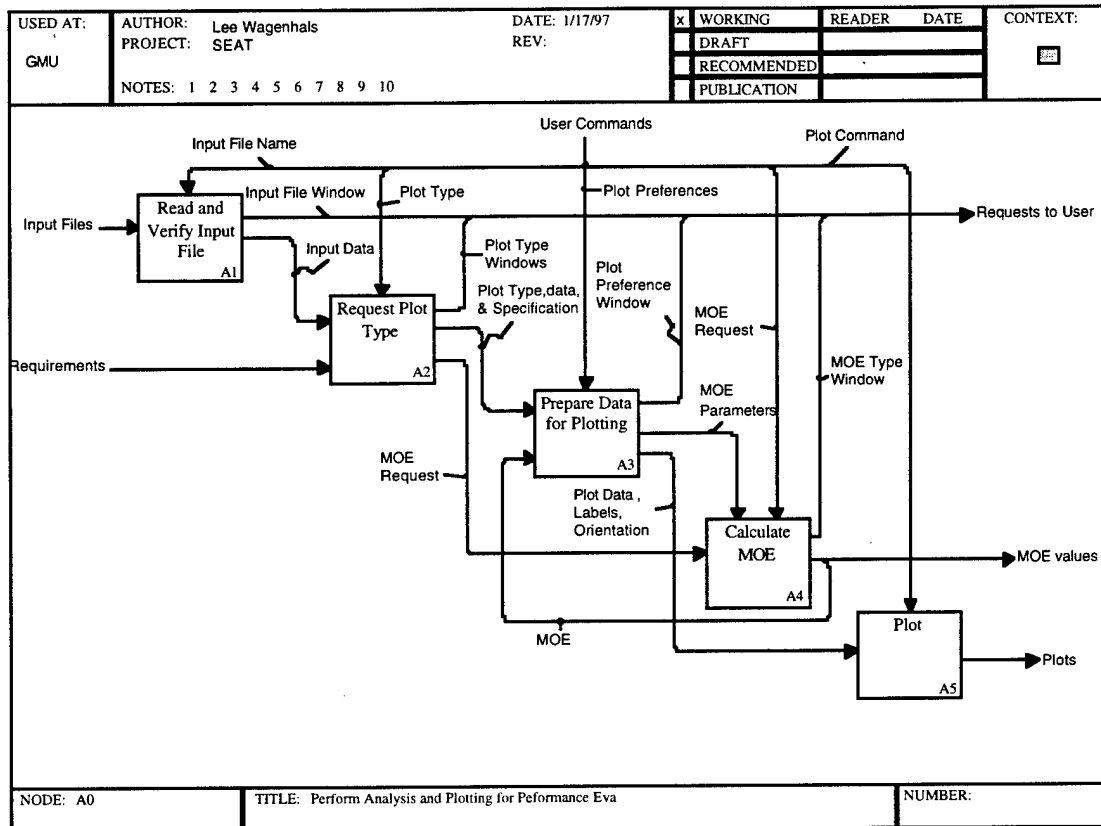 USED AT:
GMU
AUTHOR: Lee Wagenhals
PROJECT: SEAT
DATE: 1/17/97
REV:
NOTES: 1 2 3 4 5 6 7 8 9 10
x WORKING
DRAFT
RECOMMENDED
PUBLICATION
READER DATE
CONTEXT:
User Commands
Input File Name
Plot Command
Input File Window
Plot Type
Plot Preferences
Read and
Verify Input
File
A1
Input Files
Requests to User
Input Data
Plot Type
Windows
Plot Type,data,
& Specification
Plot
Preference
Window
Request Plot
Type
A2
MOE
Request
Requirements
MOE Type
Window
Prepare Data
for Plotting
A3
MOE
Parameters
MOE
Request
Plot Data ,
Labels,
Orientation
Calculate
MOE
A4
MOE values
MOE
Plot
A5
Plots
NODE: A0
TITLE: Perform Analysis and Plotting for Peformance Eva
NUMBER: